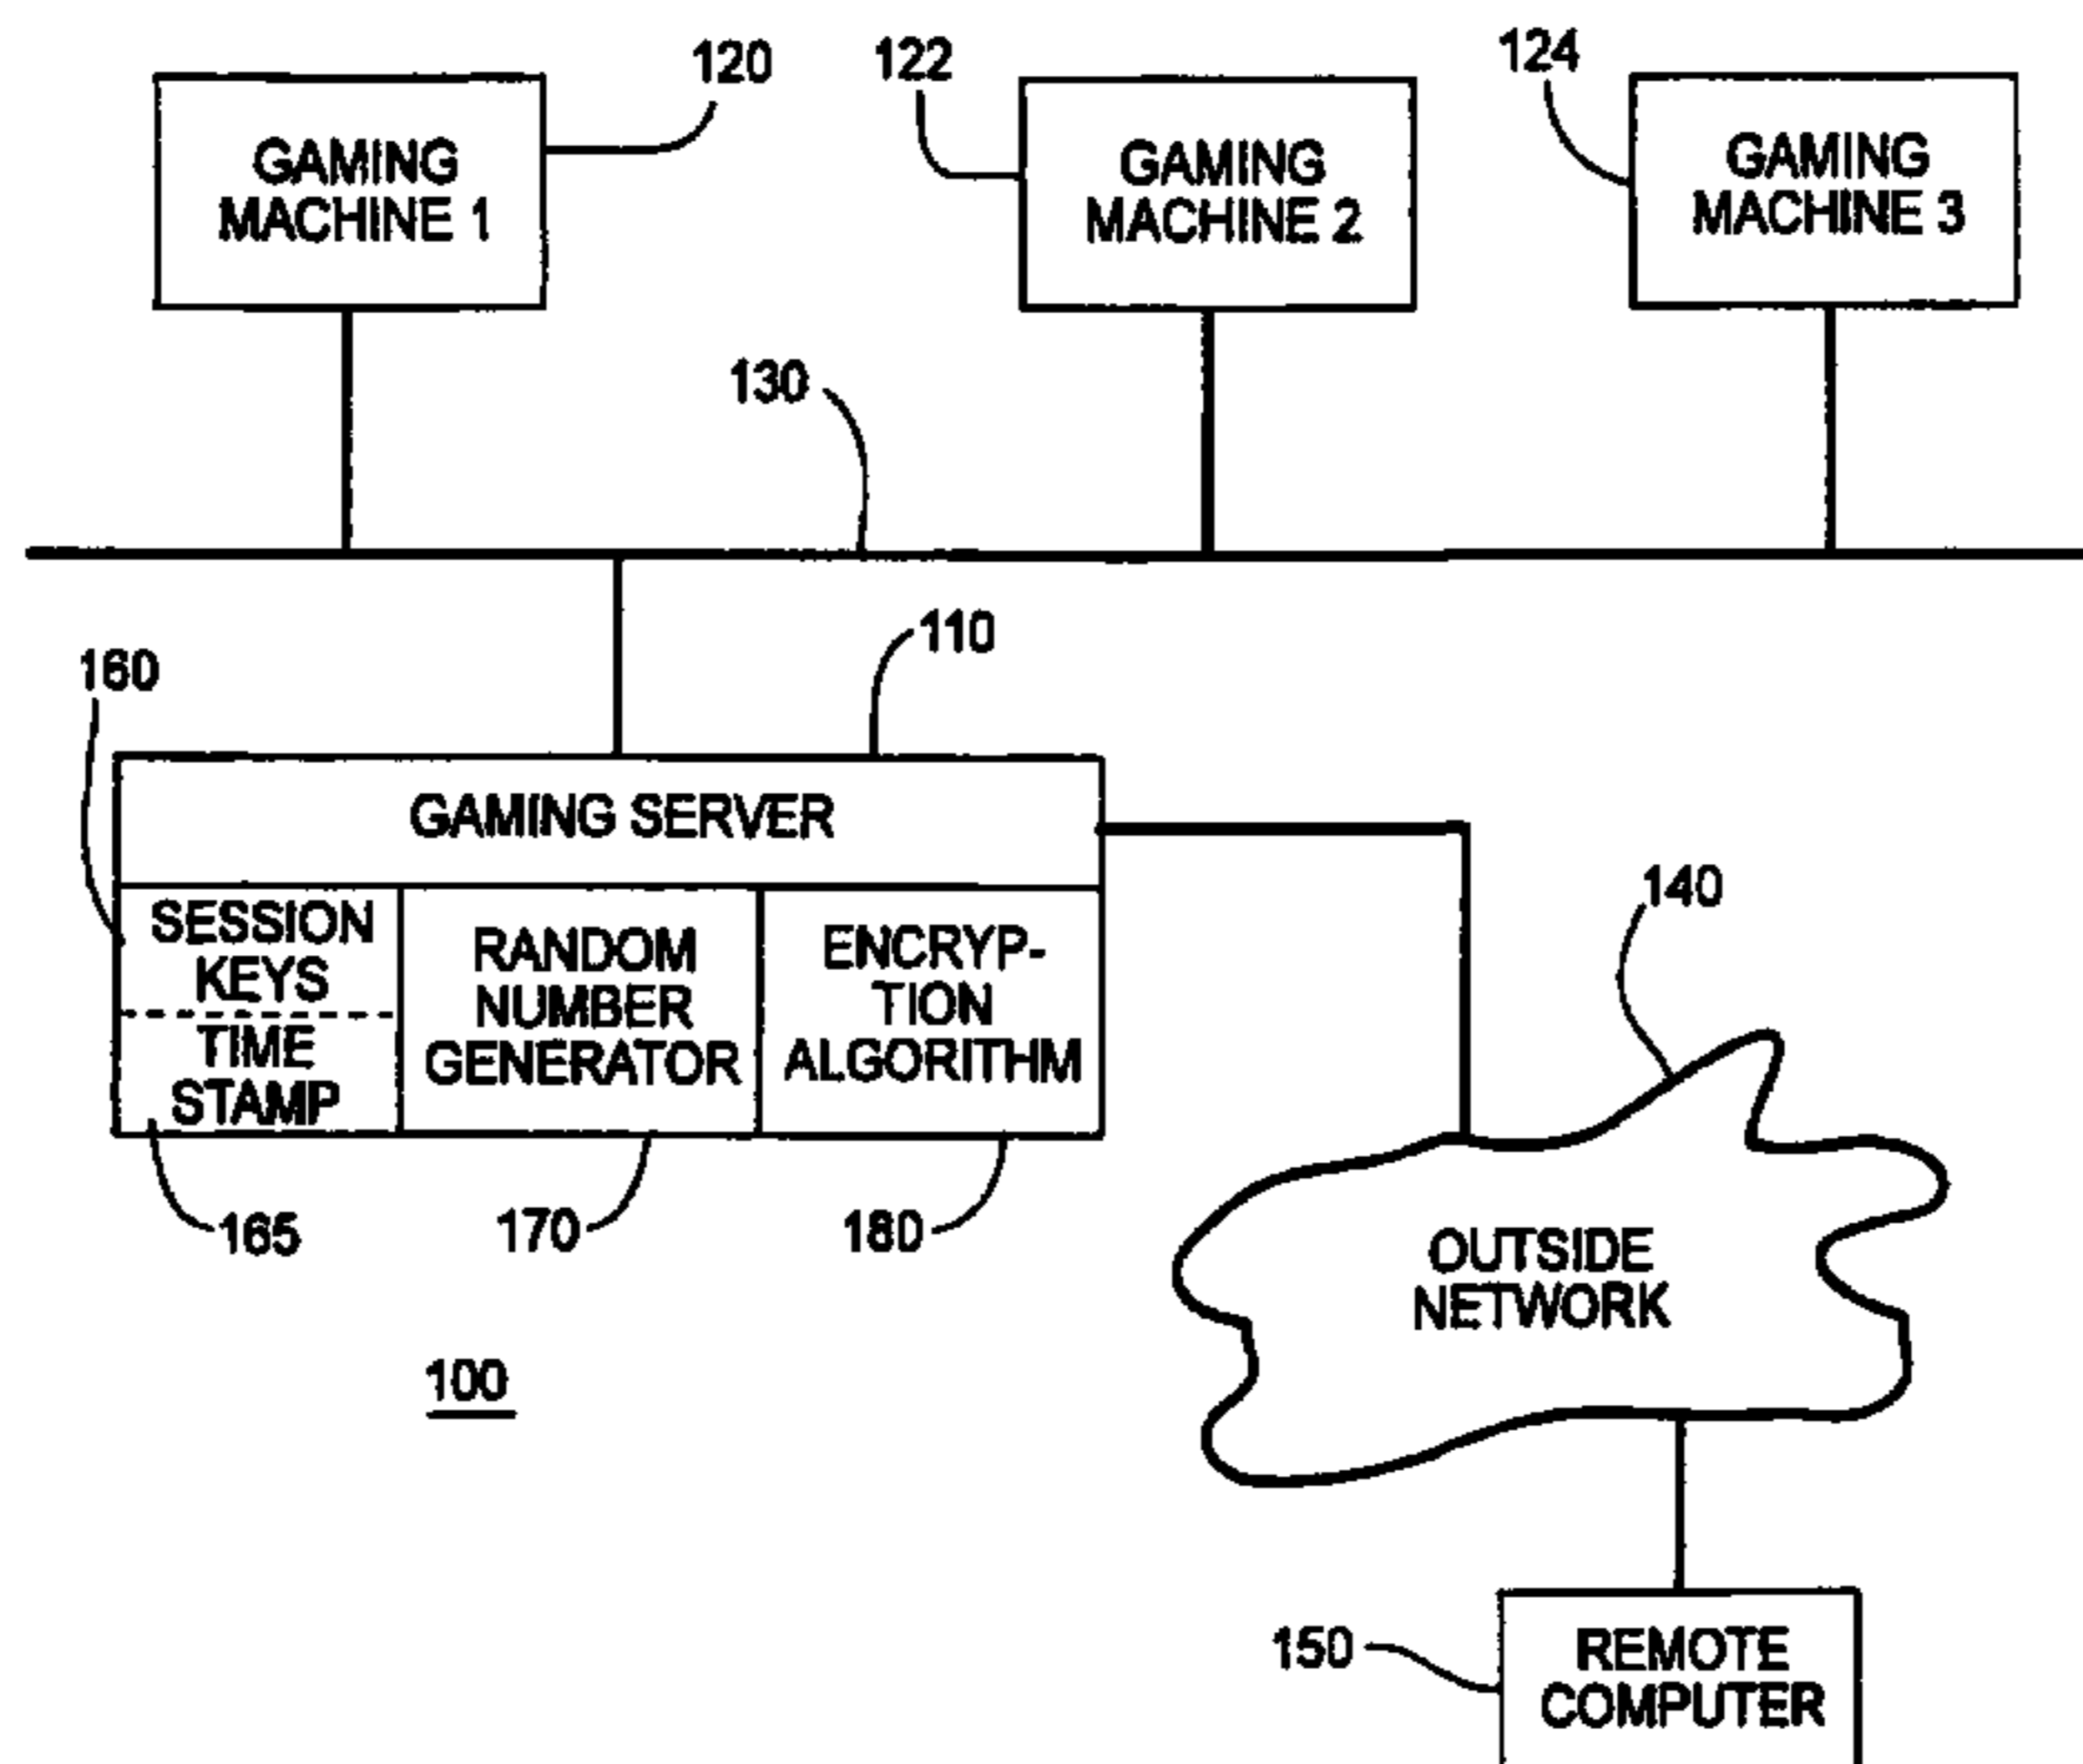 120
122
124
GAMING
MACHINE 1
GAMING
MACHINE 2
GAMING
MACHINE 3
130
110
160
GAMING SERVER
SESSION
KEYS
TIME
STAMP
RANDOM
NUMBER
GENERATOR
ENCRYP-
TION
ALGORITHM
140
165
170
180
OUTSIDE
NETWORK
100
150
REMOTE
COMPUTER